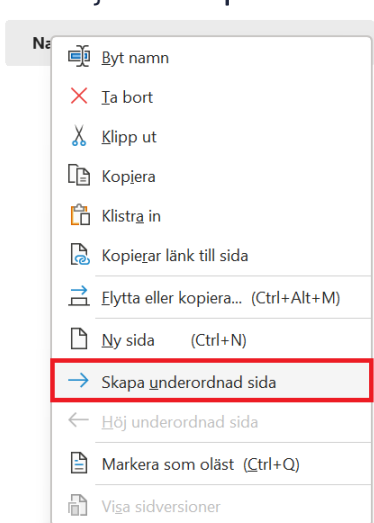 Na
Byt namn
Ta bort
Klipp ut
Kopiera
Klistra in
Kopierar länk till sida
Flytta eller kopiera... (Ctrl+Alt+M)
Ny sida (Ctrl+N)
Skapa underordnad sida
Höj underordnad sida
Markera som oläst (Ctrl+Q)
Visa sidversioner